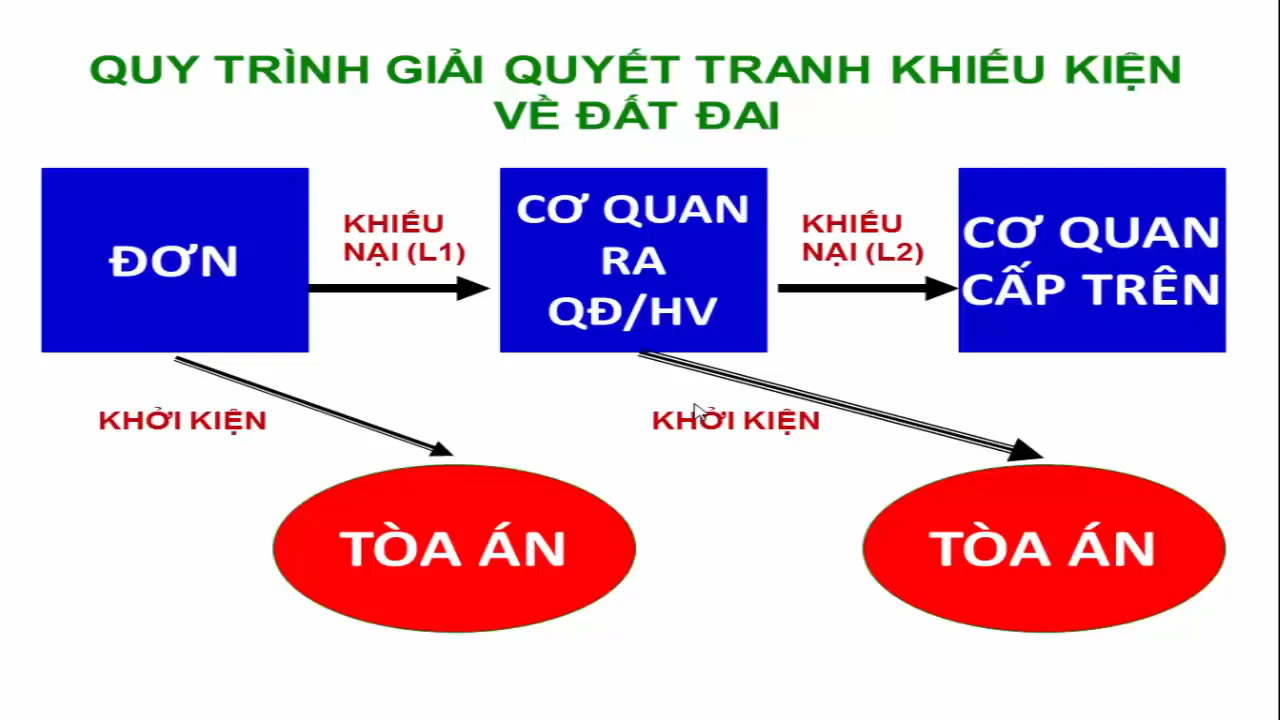 QUY TRÌNH GIẢI QUYẾT TRANH KHIẾU KIỆN
VỀ ĐẤT ĐAI
ĐƠN
KHIẾU
NẠI (L1)
CƠ QUAN
RA
QĐ/HV
KHIẾU
NẠI (L2)
CƠ QUAN
CẤP TRÊN
KHỞI KIỆN
KHỞI KIỆN
TÒA ÁN
TÒA ÁN